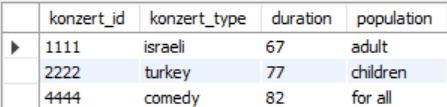 konzert_id konzert_type duration population
1111 israeli 67 adult
2222 turkey 77 children
4444 comedy 82 for all